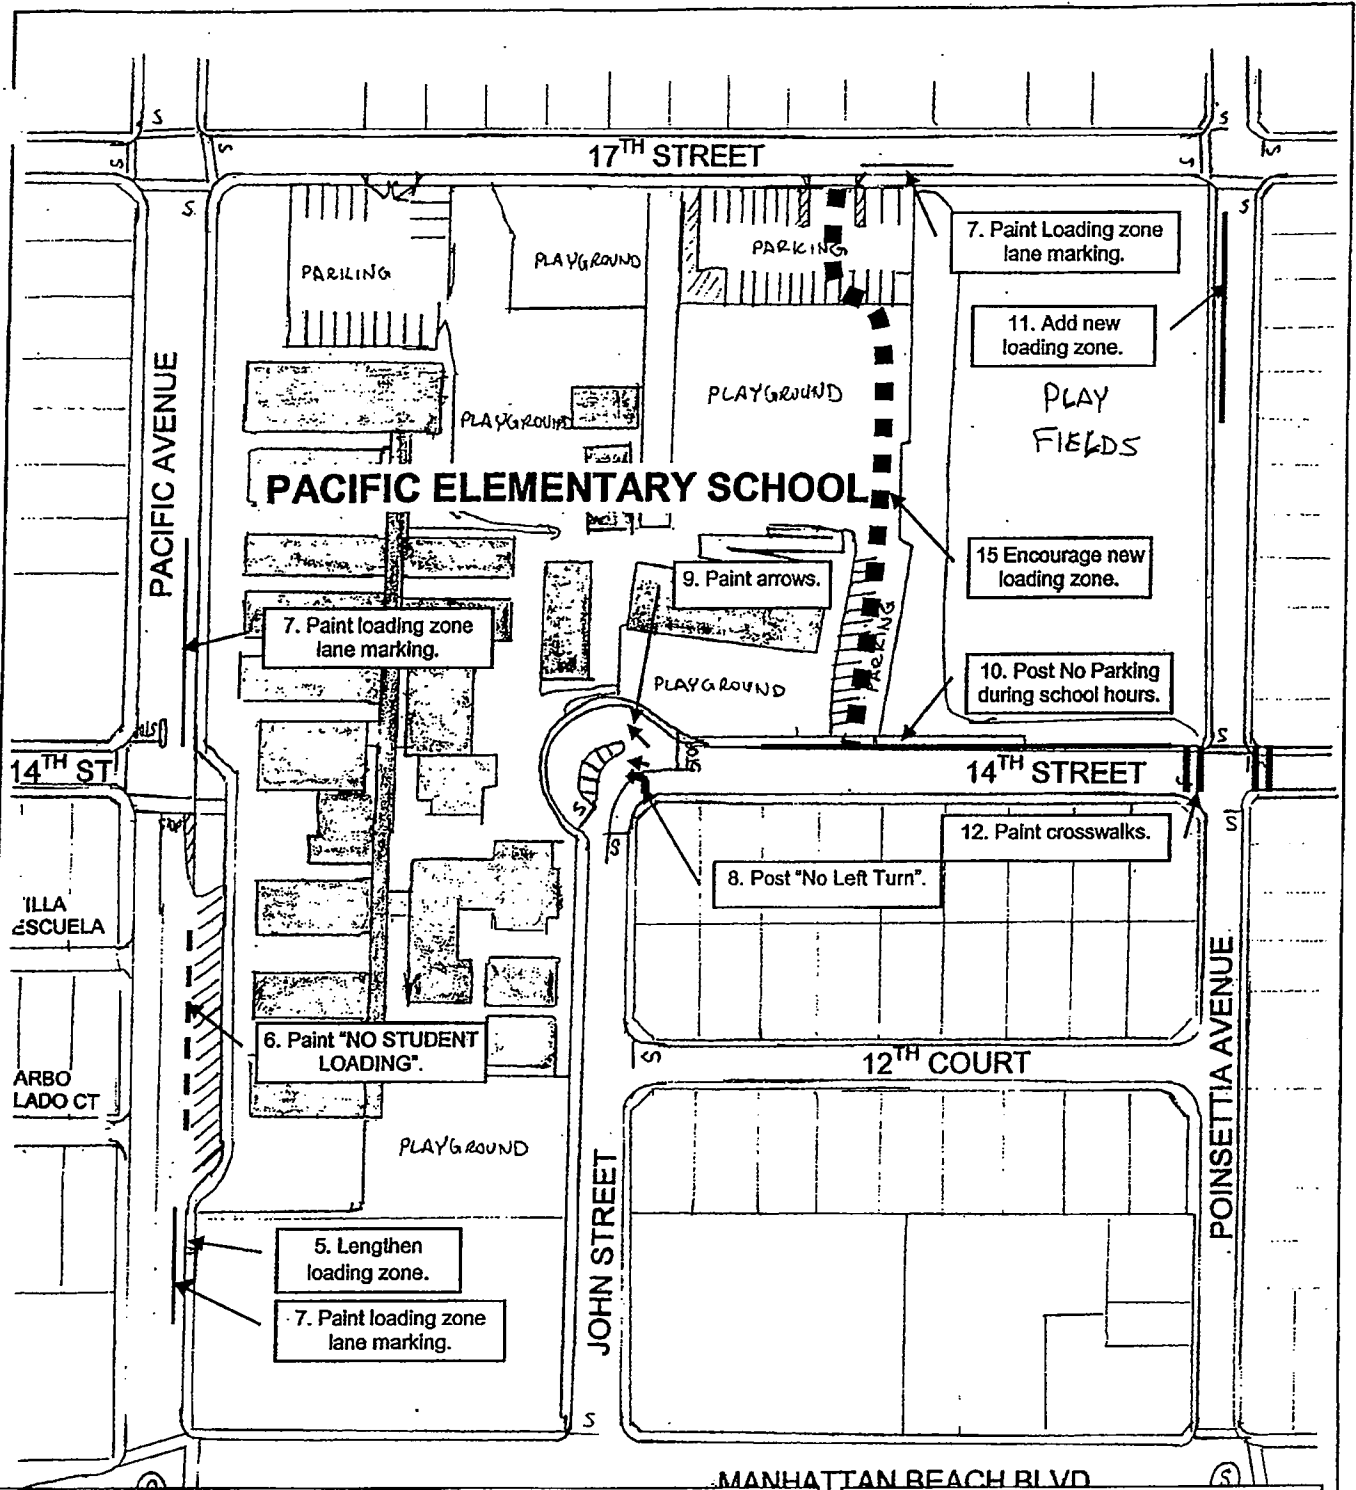 S
S
S
S
S
S
S
17TH STREET
S
S
7. Paint Loading zone
lane marking.
PARKING
PLAYGROUND
PARKING
11. Add new
loading zone.
PLAYGROUND
PLAY
FIELDS
PLAYGROUND
PACIFIC AVENUE
PACIFIC ELEMENTARY SCHOOL
15 Encourage new
loading zone.
9. Paint arrows.
7. Paint loading zone
lane marking.
PARKING
PLAYGROUND
10. Post No Parking
during school hours.
S
STOP
14TH ST
14TH STREET
S
S
STOP
12. Paint crosswalks.
S
8. Post "No Left Turn".
ILLA
ESCUELA
POINSETTIA AVENUE
6. Paint "NO STUDENT
LOADING".
S
12TH COURT
ARBO
LADO CT
PLAYGROUND
JOHN STREET
5. Lengthen
loading zone.
7. Paint loading zone
lane marking.
S
MANHATTAN BEACH BLVD
S